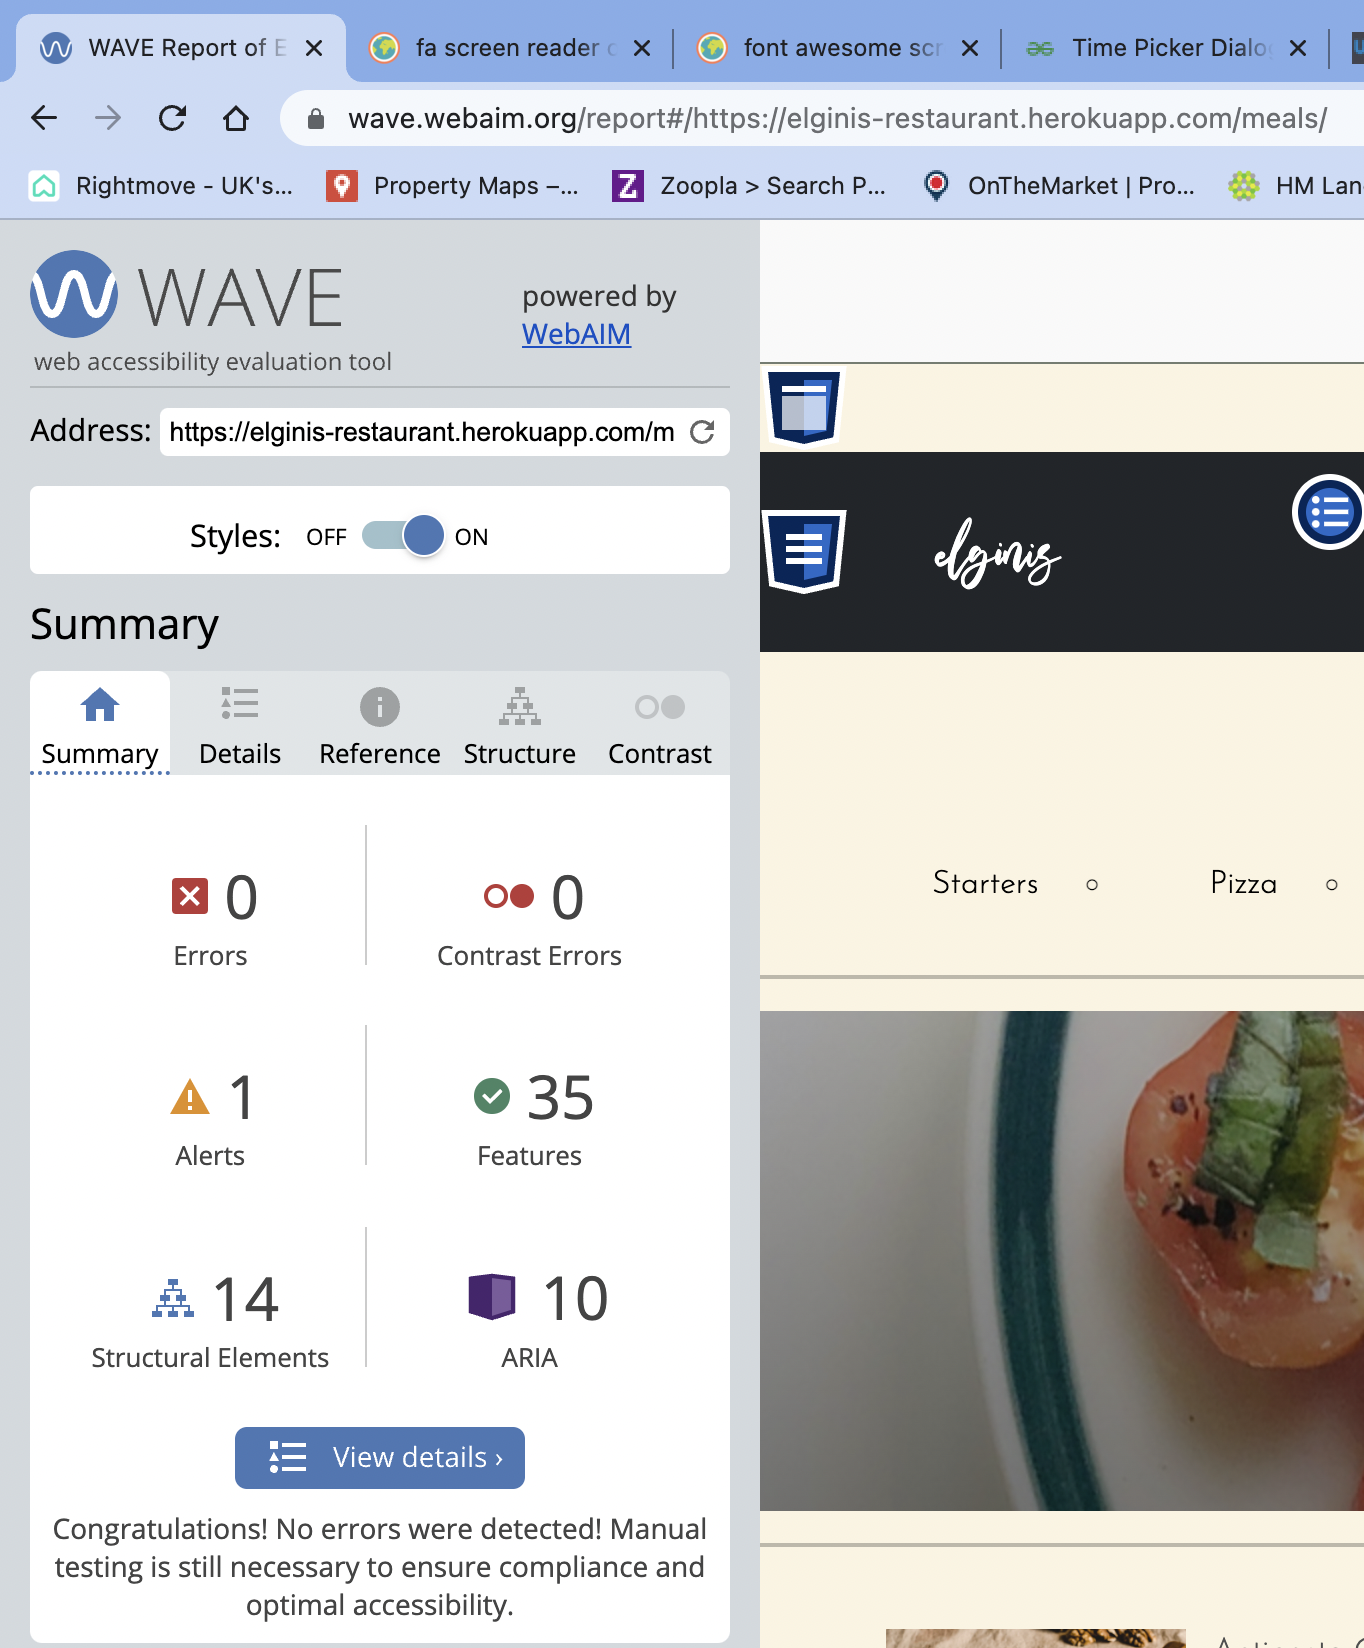 WAVE Report of E
fa screen reader
font awesome scr
Time Picker Dialo
wave.webaim.org/report#/https://elginis-restaurant.herokuapp.com/meals/
Rightmove - UK's...
Property Maps –...
Zoopla > Search P...
OnTheMarket | Pro...
HM Lan
WAVE
powered by
WebAIM
web accessibility evaluation tool
Address:
https://elginis-restaurant.herokuapp.com/m
Styles: OFF ON
Summary
Summary
Details
Reference
Structure
Contrast
0
Errors
0
Contrast Errors
1
Alerts
35
Features
14
Structural Elements
10
ARIA
View details ›
Congratulations! No errors were detected! Manual
testing is still necessary to ensure compliance and
optimal accessibility.
elginis
Starters
Pizza